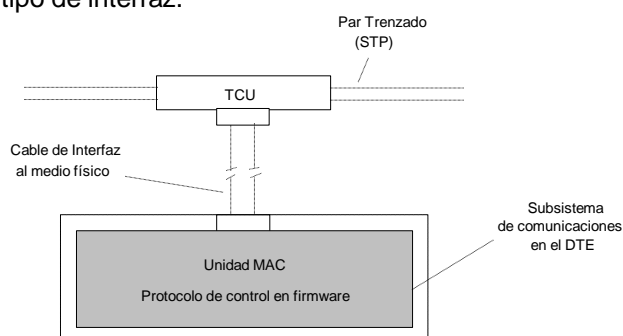 tipo de interfaz.
Par Trenzado
(STP)
TCU
Cable de Interfaz
al medio físico
Subsistema
de comunicaciones
en el DTE
Unidad MAC
Protocolo de control en firmware